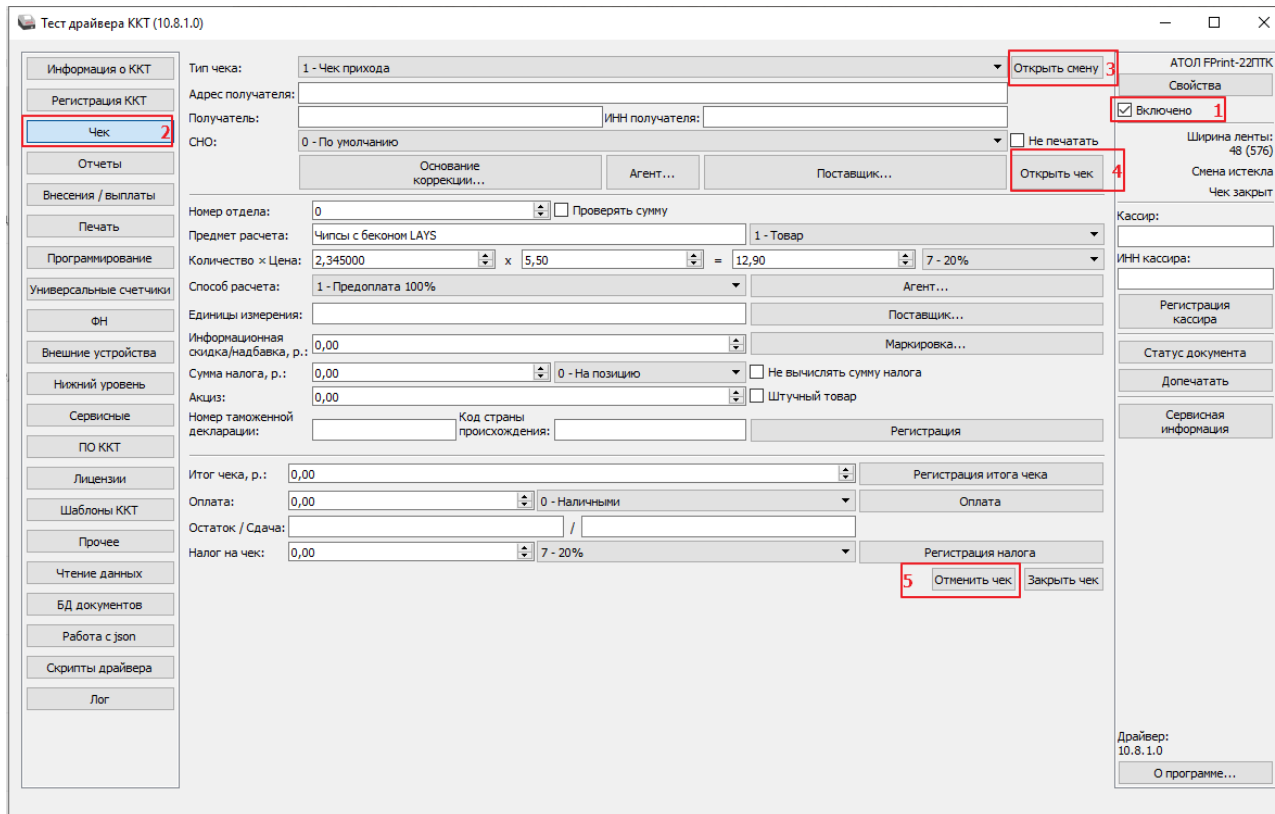 Тест драйвера ККТ (10.8.1.0)
Информация о ККТ
Регистрация ККТ
Чек 2
Отчеты
Внесения / выплаты
Печать
Программирование
Универсальные счетчики
ФН
Внешние устройства
Нижний уровень
Сервисные
ПО ККТ
Лицензии
Шаблоны ККТ
Прочее
Чтение данных
БД документов
Работа с json
Скрипты драйвера
Лог
Тип чека: 1 - Чек прихода Открыть смену 3
Адрес получателя:
Получатель: ИНН получателя:
СНО: 0 - По умолчанию Не печатать
Основание
коррекции... Агент... Поставщик... Открыть чек 4
Номер отдела: 0 Проверять сумму
Предмет расчета: Чипсы с беконом LAYS 1 - Товар
Количество × Цена: 2,345000 x 5,50 = 12,90 7 - 20%
Способ расчета: 1 - Предоплата 100% Агент...
Единицы измерения: Поставщик...
Информационная
скидка/надбавка, р.: 0,00 Маркировка...
Сумма налога, р.: 0,00 0 - На позицию Не вычислять сумму налога
Акциз: 0,00 Штучный товар
Номер таможенной
декларации: Код страны
происхождения: Регистрация
Итог чека, р.: 0,00 Регистрация итога чека
Оплата: 0,00 0 - Наличными Оплата
Остаток / Сдача: /
Налог на чек: 0,00 7 - 20% Регистрация налога
5 Отменить чек Закрыть чек
АТОЛ FPrint-22ПТК
Свойства
Включено 1
Ширина ленты:
48 (576)
Смена истекла
Чек закрыт
Кассир:
ИНН кассира:
Регистрация
кассира
Статус документа
Допечатать
Сервисная
информация
Драйвер:
10.8.1.0
О программе...